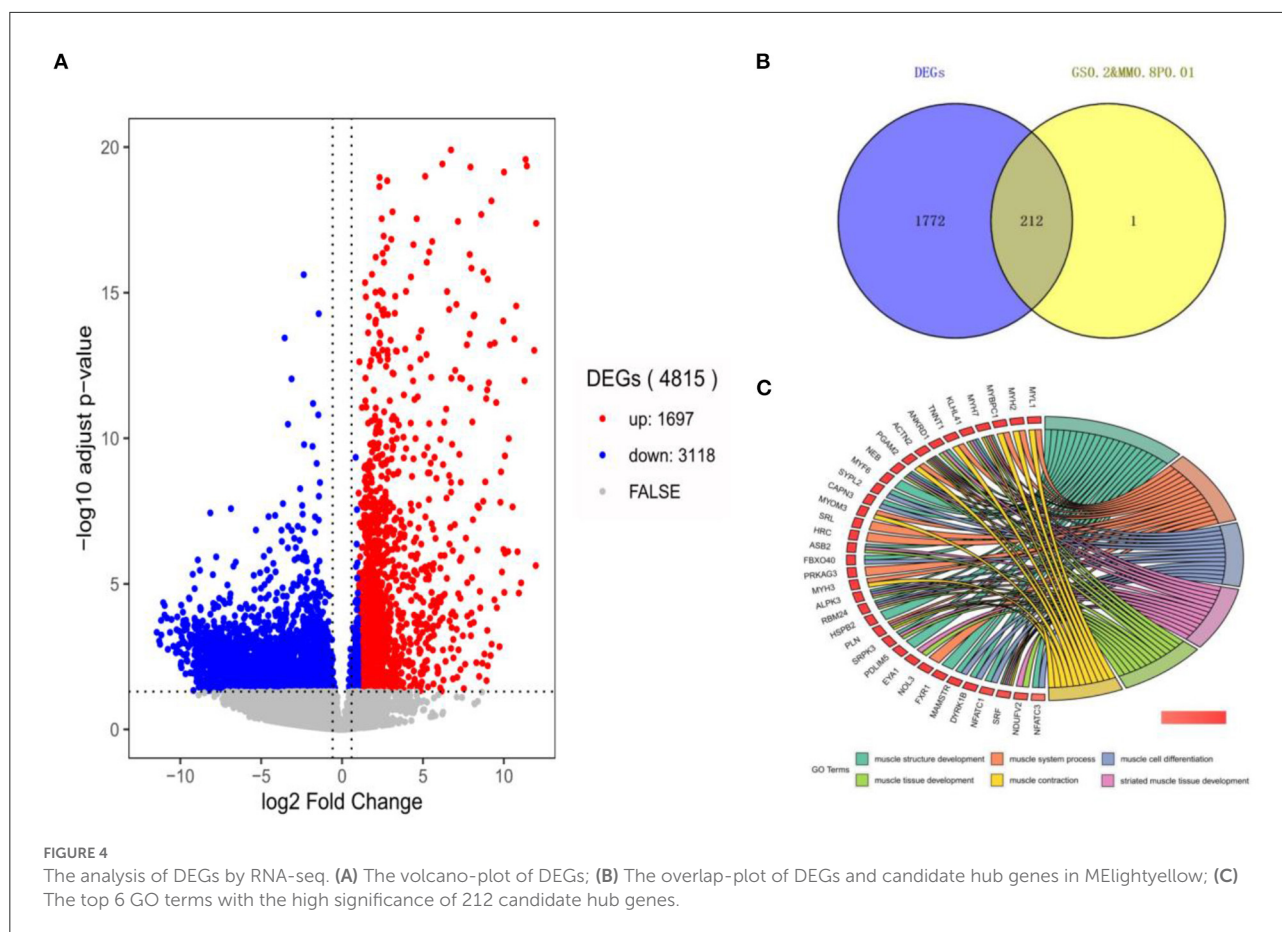 A
20
15
10
5
0
−log10 adjust p−value
−10
−5
0
5
10
log2 Fold Change
DEGs ( 4815 )
up: 1697
down: 3118
FALSE
B
DEGs
GS0.2&MM0.8P0.01
1772
212
1
C
MYL1
MYH2
MYBPC1
MYH7
KLHL41
TNNT1
ANKRD1
ACTN2
PGAM2
NEB
MYF6
SYPL2
CAPN3
MYOM3
SRL
HRC
ASB2
FBXO40
PRKAG3
MYH3
ALPK3
RBM24
HSPB2
PLN
SRPK3
PDLIM5
EYA1
NOL3
FXR1
MAMSTR
DYRK1B
NFATC1
SRF
NDUFV2
NFATC3
GO Terms
muscle structure development
muscle system process
muscle cell differentiation
muscle tissue development
muscle contraction
striated muscle tissue development
FIGURE 4
The analysis of DEGs by RNA-seq. (A) The volcano-plot of DEGs; (B) The overlap-plot of DEGs and candidate hub genes in MElightyellow; (C)
The top 6 GO terms with the high significance of 212 candidate hub genes.